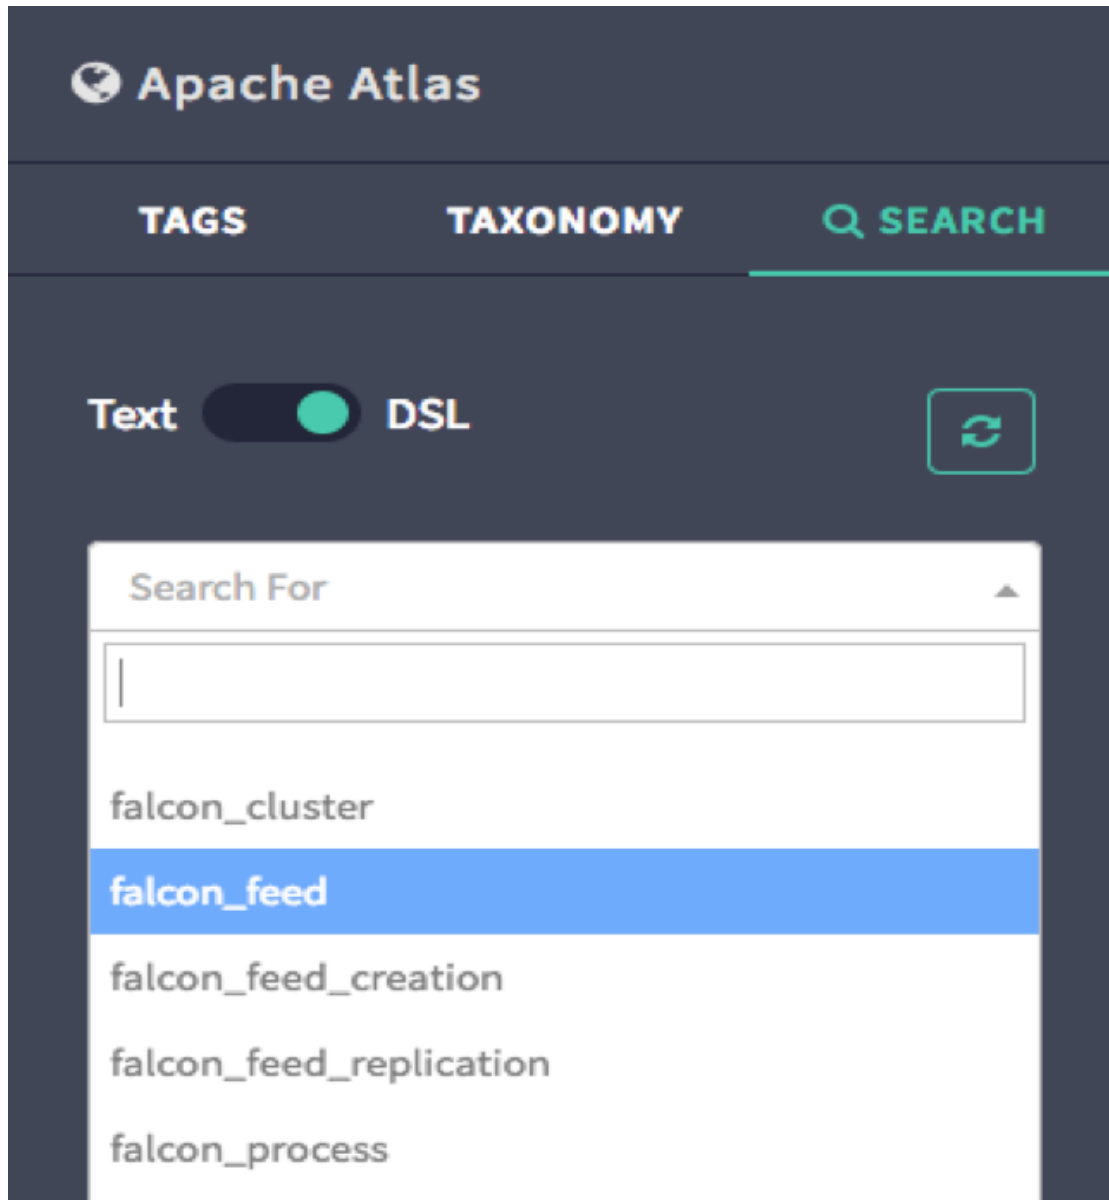 Apache Atlas
TAGS TAXONOMY SEARCH
Text DSL
Search For
falcon_cluster
falcon_feed
falcon_feed_creation
falcon_feed_replication
falcon_process